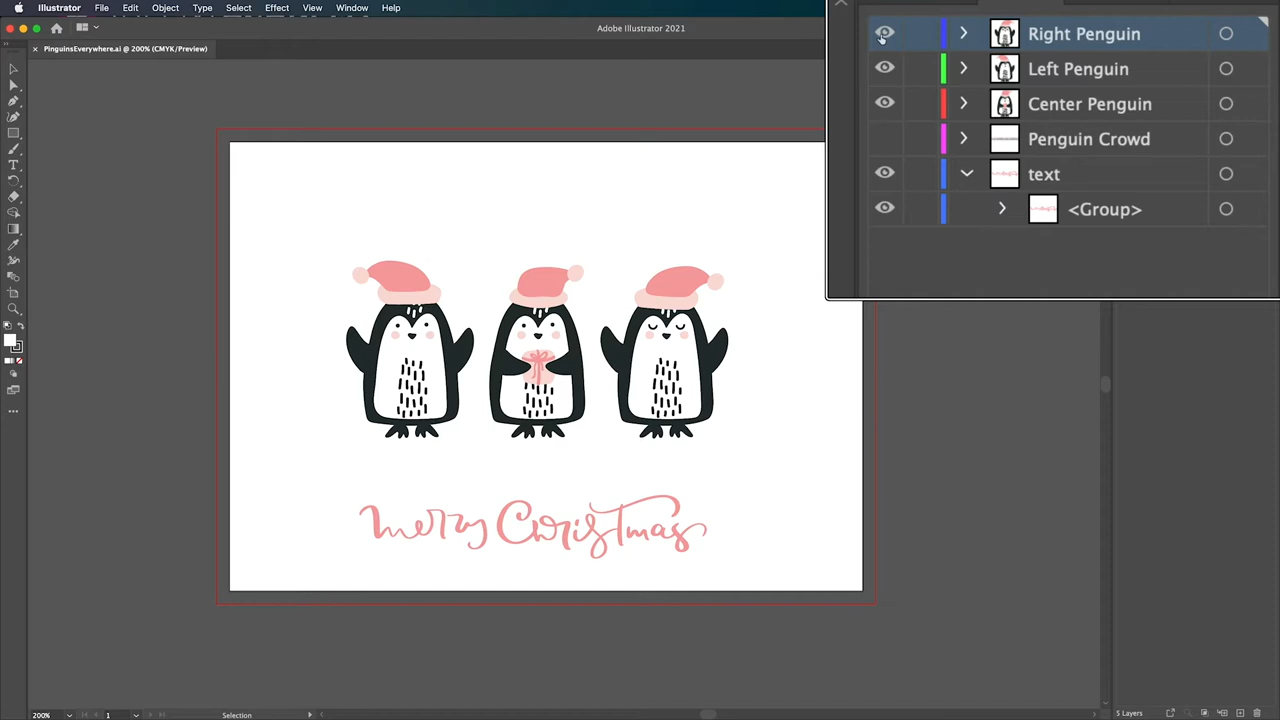 Illustrator File Edit Object Type Select Effect View Window Help
Adobe Illustrator 2021
PinguinsEverywhere.ai @ 200% (CMYK/Preview)
Right Penguin
Left Penguin
Center Penguin
Penguin Crowd
text
<Group>
merry Christmas
200% 1 Selection
5 Layers